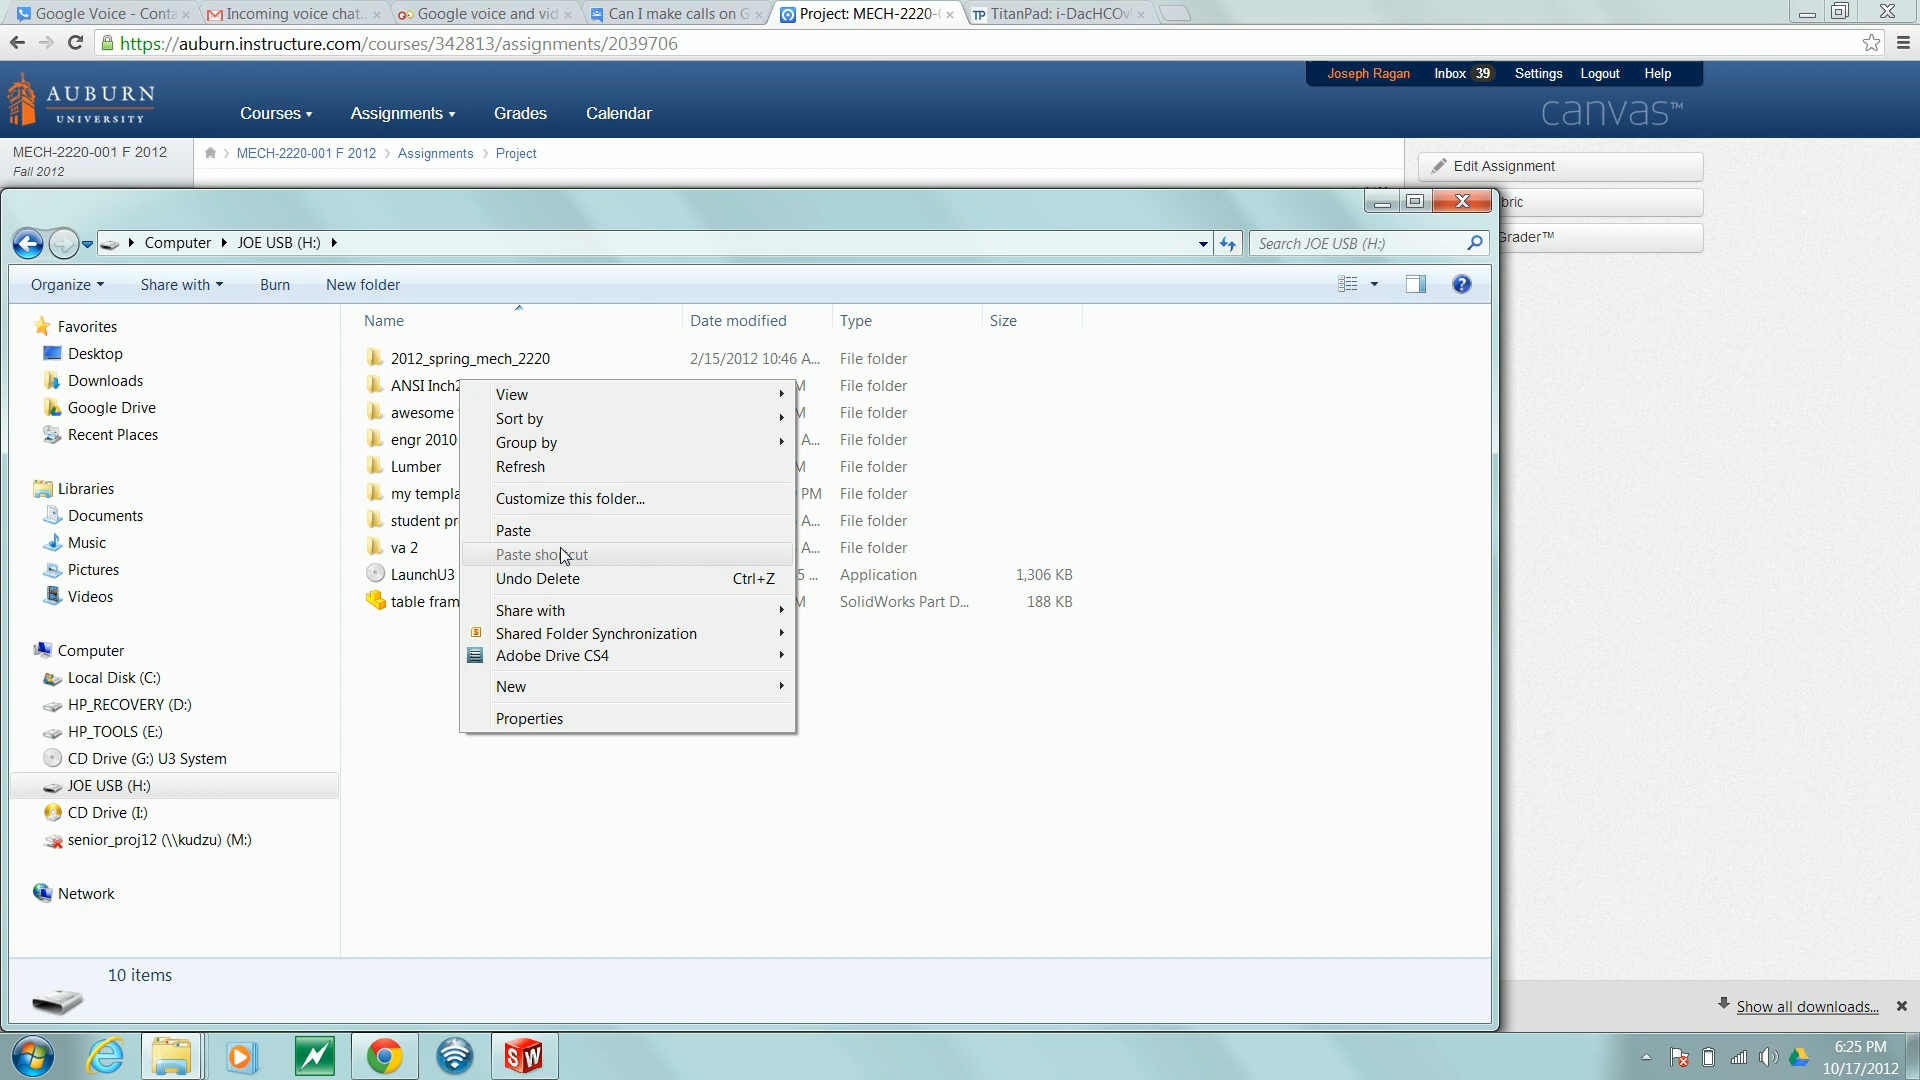 Google Voice - Conta
Incoming voice chat
Google voice and vid
Can I make calls on G
Project: MECH-2220-
TitanPad: i-DacHCOv
https://auburn.instructure.com/courses/342813/assignments/2039706
Joseph Ragan Inbox 39 Settings Logout Help
AUBURN
UNIVERSITY
Courses Assignments Grades Calendar
canvas™
MECH-2220-001 F 2012
Fall 2012
MECH-2220-001 F 2012 > Assignments > Project
Edit Assignment
bric
Grader™
Computer JOE USB (H:)
Search JOE USB (H:)
Organize Share with Burn New folder
Name Date modified Type Size
Favorites
Desktop
Downloads
Google Drive
Recent Places
Libraries
Documents
Music
Pictures
Videos
Computer
Local Disk (C:)
HP_RECOVERY (D:)
HP_TOOLS (E:)
CD Drive (G:) U3 System
JOE USB (H:)
CD Drive (I:)
senior_proj12 (\\kudzu) (M:)
Network
2012_spring_mech_2220 2/15/2012 10:46 A... File folder
ANSI Inch M File folder
awesome M File folder
engr 2010 A... File folder
Lumber M File folder
my templa PM File folder
student pr A... File folder
va 2 A... File folder
LaunchU3 5 ... Application 1,306 KB
table fram M SolidWorks Part D... 188 KB
View
Sort by
Group by
Refresh
Customize this folder...
Paste
Paste shortcut
Undo Delete Ctrl+Z
Share with
Shared Folder Synchronization
Adobe Drive CS4
New
Properties
10 items
Show all downloads...
SW
6:25 PM
10/17/2012